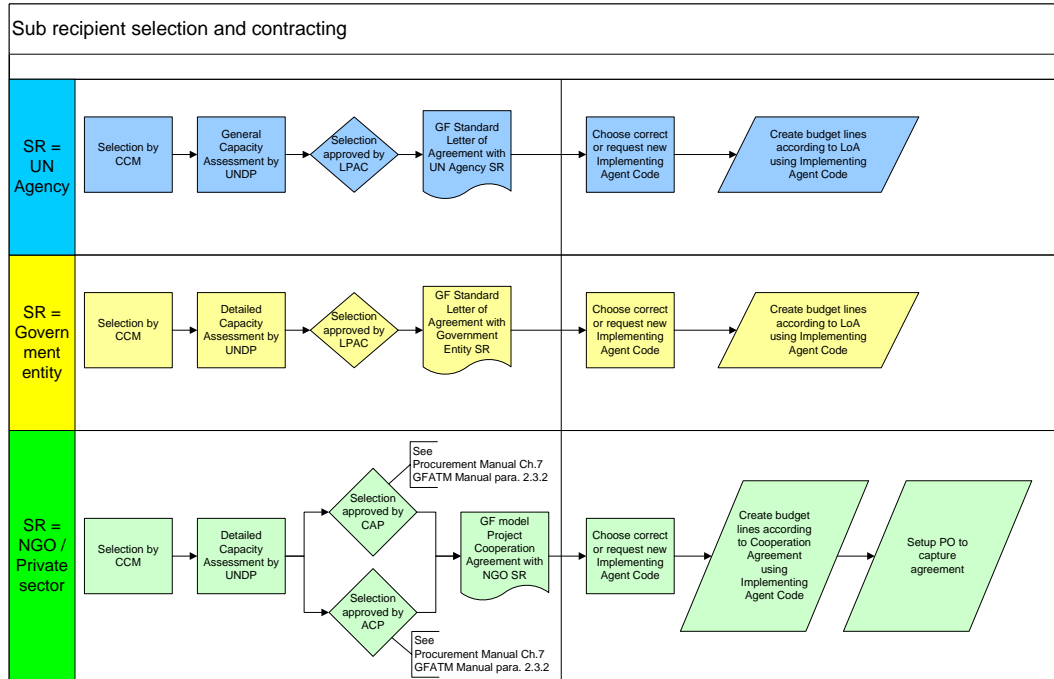 Sub recipient selection and contracting
SR =
UN
Agency
Selection by
CCM
General
Capacity
Assessment by
UNDP
Selection
approved by
LPAC
GF Standard
Letter of
Agreement with
UN Agency SR
Choose correct
or request new
Implementing
Agent Code
Create budget lines
according to LoA
using Implementing
Agent Code
SR =
Govern
ment
entity
Selection by
CCM
Detailed
Capacity
Assessment by
UNDP
Selection
approved by
LPAC
GF Standard
Letter of
Agreement with
Government
Entity SR
Choose correct
or request new
Implementing
Agent Code
Create budget lines
according to LoA
using Implementing
Agent Code
SR =
NGO /
Private
sector
Selection by
CCM
Detailed
Capacity
Assessment by
UNDP
Selection
approved by
CAP
See
Procurement Manual Ch.7
GFATM Manual para. 2.3.2
Selection
approved by
ACP
See
Procurement Manual Ch.7
GFATM Manual para. 2.3.2
GF model
Project
Cooperation
Agreement with
NGO SR
Choose correct
or request new
Implementing
Agent Code
Create budget
lines according
to Cooperation
Agreement
using
Implementing
Agent Code
Setup PO to
capture
agreement